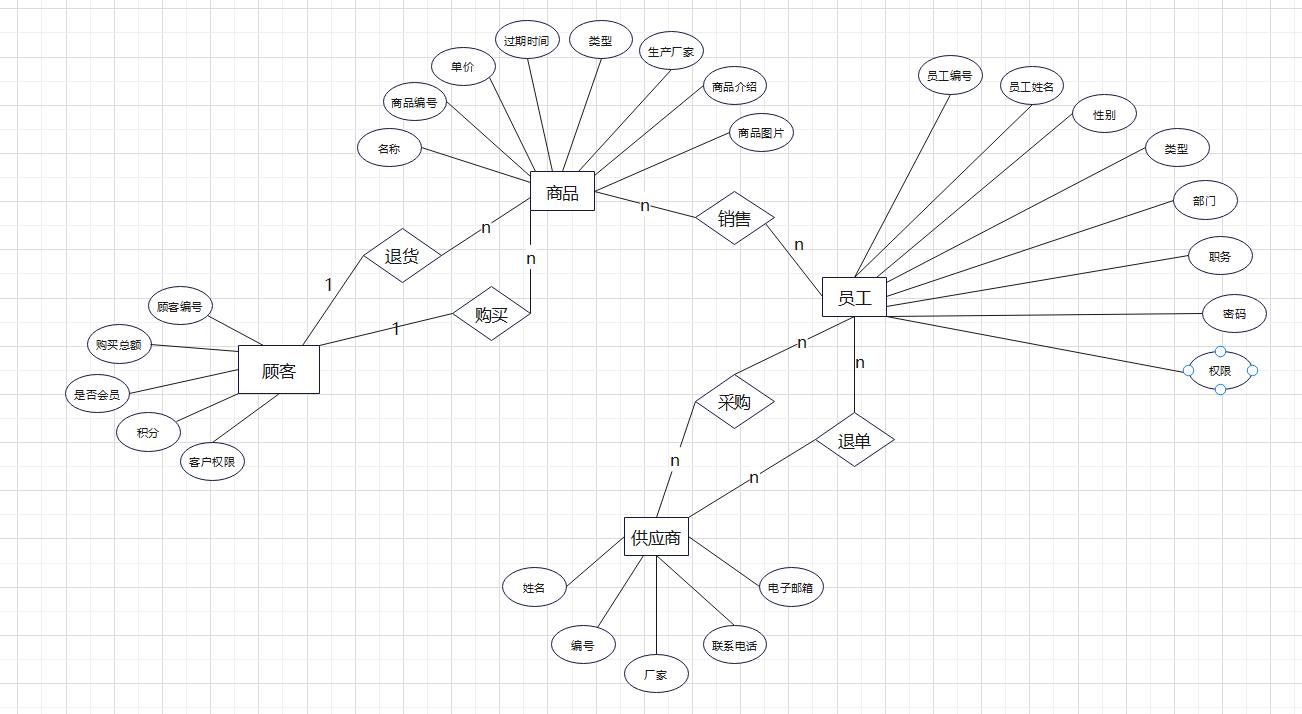 过期时间
类型
生产厂家
单价
商品介绍
商品编号
商品图片
名称
员工编号
员工姓名
性别
类型
部门
职务
密码
权限
商品
n
销售
n
员工
n
退货
1
n
购买
1
顾客编号
购买总额
是否会员
积分
客户权限
顾客
n
采购
n
n
退单
n
供应商
姓名
编号
厂家
联系电话
电子邮箱